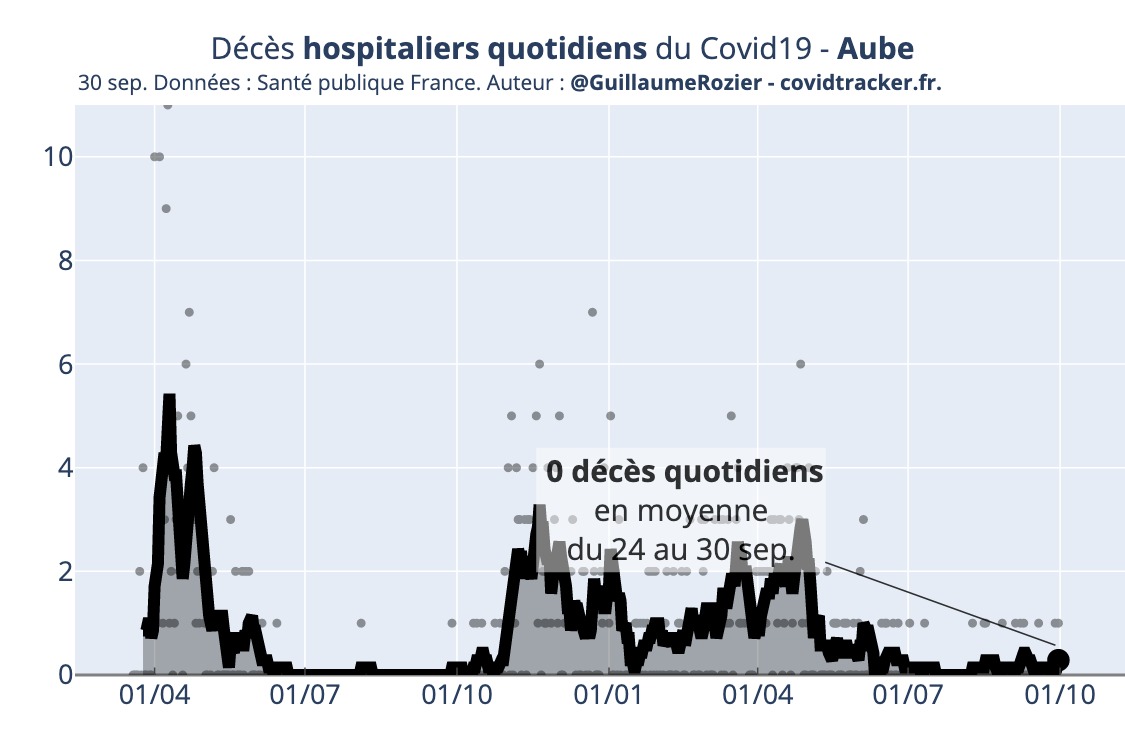 Décès hospitaliers quotidiens du Covid19 - Aube
30 sep. Données : Santé publique France. Auteur : @GuillaumeRozier - covidtracker.fr.
10
8
6
4
2
0
0 décès quotidiens
en moyenne
du 24 au 30 sep.
01/04 01/07 01/10 01/01 01/04 01/07 01/10